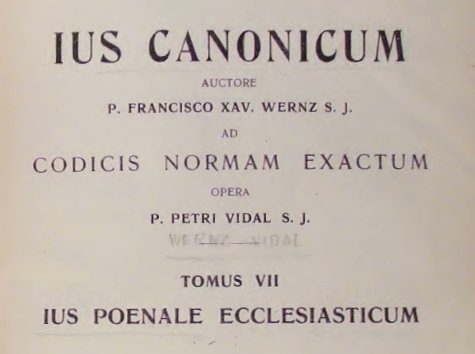 IUS CANONICUM
AUCTORE
P. FRANCISCO XAV. WERNZ S. J.
AD
CODICIS NORMAM EXACTUM
OPERA
P. PETRI VIDAL S. J.
WERNZ - VIDAL
TOMUS VII
IUS POENALE ECCLESIASTICUM